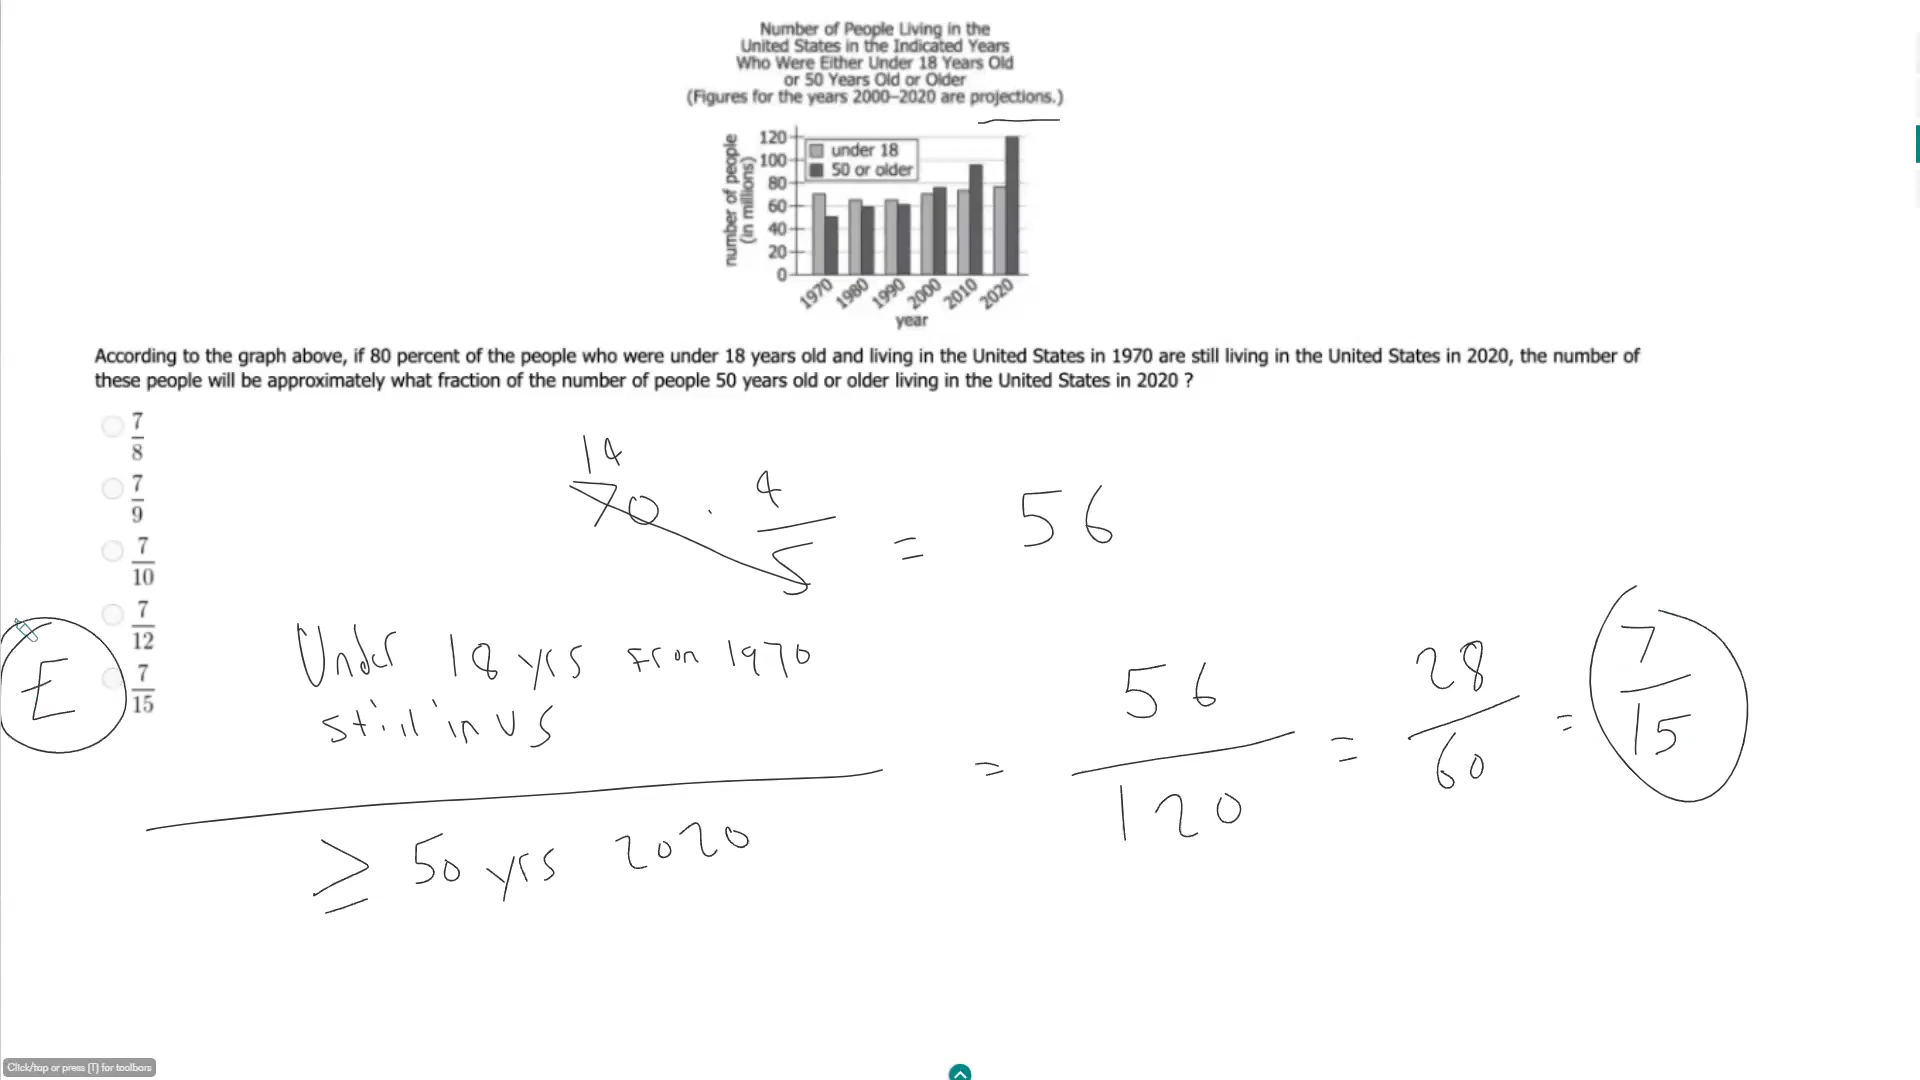 Number of People Living in the
United States in the Indicated Years
Who Were Either Under 18 Years Old
or 50 Years Old or Older
(Figures for the years 2000–2020 are projections.)
number of people
(in millions)
120
100
80
60
40
20
0
under 18
50 or older
1970 1980 1990 2000 2010 2020
year
According to the graph above, if 80 percent of the people who were under 18 years old and living in the United States in 1970 are still living in the United States in 2020, the number of
these people will be approximately what fraction of the number of people 50 years old or older living in the United States in 2020 ?
7
8
7
9
7
10
7
12
7
15
E
14
70 · 4/5 = 56
Under 18 yrs from 1970
still in US
≥ 50 yrs 2020
= 56/120 = 28/60 = 7/15
Click/tap or press [T] for toolbars